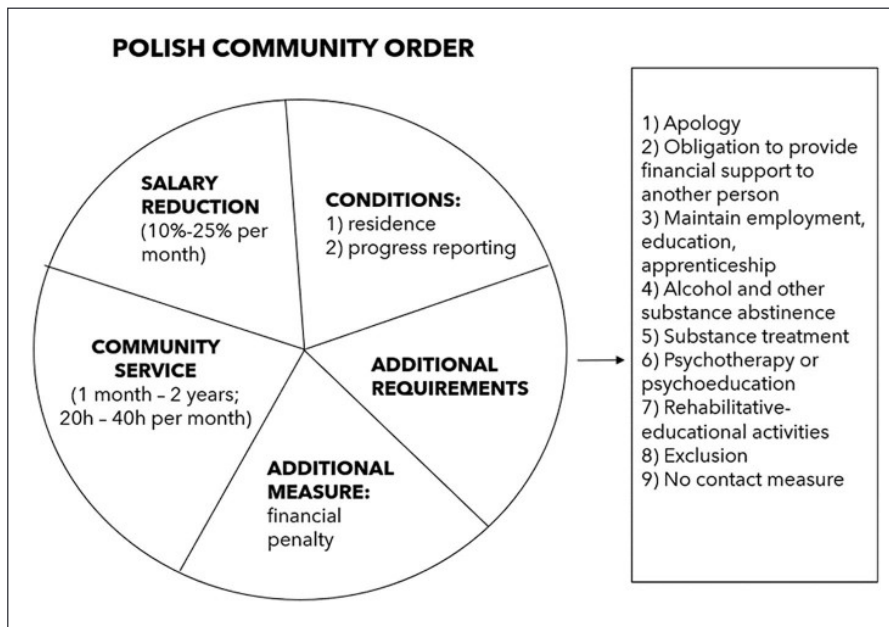 POLISH COMMUNITY ORDER
SALARY
REDUCTION
(10%-25% per
month)
CONDITIONS:
1) residence
2) progress reporting
COMMUNITY
SERVICE
(1 month – 2 years;
20h – 40h per month)
ADDITIONAL
REQUIREMENTS
ADDITIONAL
MEASURE:
financial
penalty
1) Apology
2) Obligation to provide
financial support to
another person
3) Maintain employment,
education,
apprenticeship
4) Alcohol and other
substance abstinence
5) Substance treatment
6) Psychotherapy or
psychoeducation
7) Rehabilitative-
educational activities
8) Exclusion
9) No contact measure